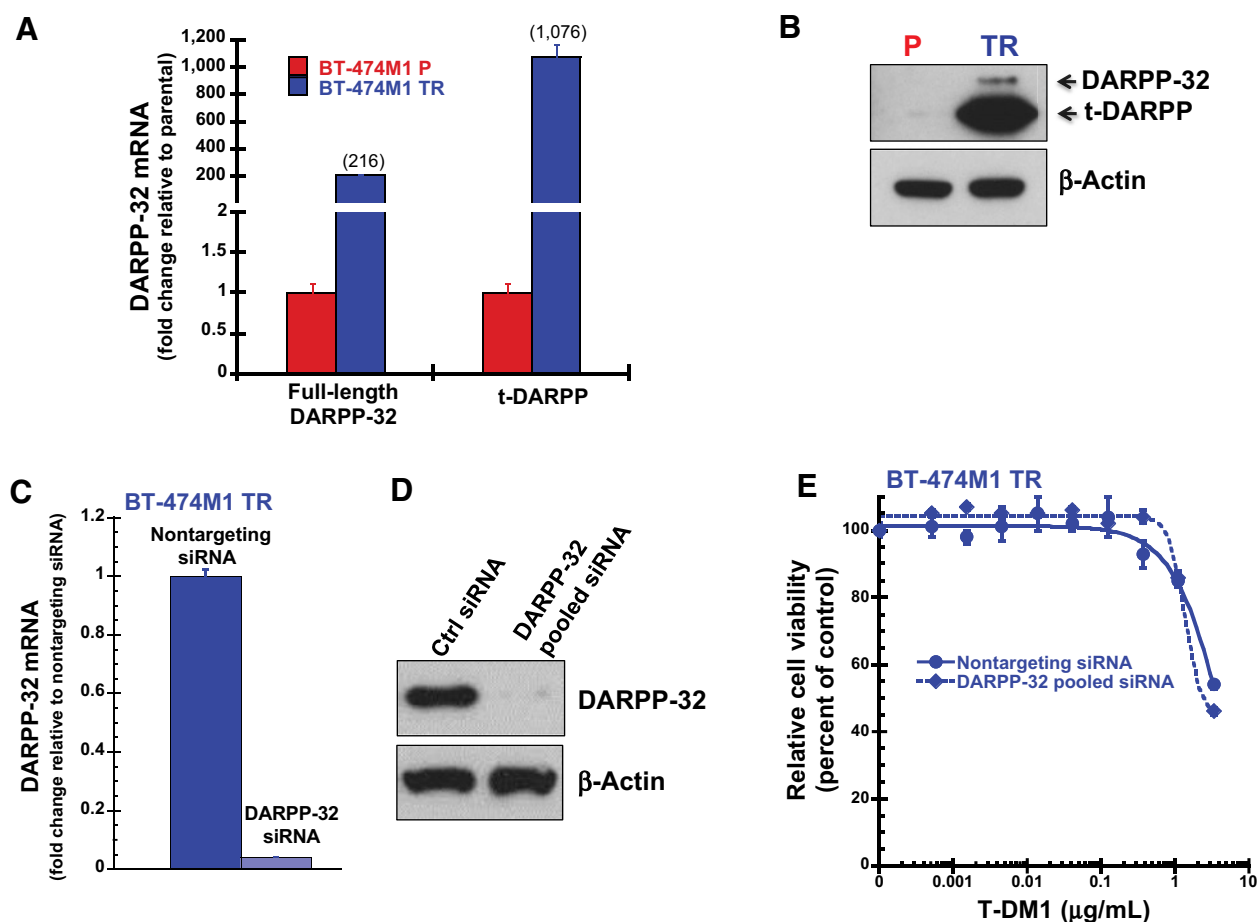 A
DARPP-32 mRNA
(fold change relative to parental)
1,200
1,000
800
600
400
200
2
1.5
1
0.5
0
BT-474M1 P
BT-474M1 TR
(216)
(1,076)
Full-length
DARPP-32
t-DARPP
B
P
TR
DARPP-32
t-DARPP
β-Actin
C
BT-474M1 TR
DARPP-32 mRNA
(fold change relative to nontargeting siRNA)
1.2
1
0.8
0.6
0.4
0.2
0
Nontargeting
siRNA
DARPP-32
siRNA
D
Ctrl siRNA
DARPP-32
pooled siRNA
DARPP-32
β-Actin
E
BT-474M1 TR
Relative cell viability
(percent of control)
100
80
60
40
20
0
Nontargeting siRNA
DARPP-32 pooled siRNA
0 0.001 0.01 0.1 1 10
T-DM1 (μg/mL)